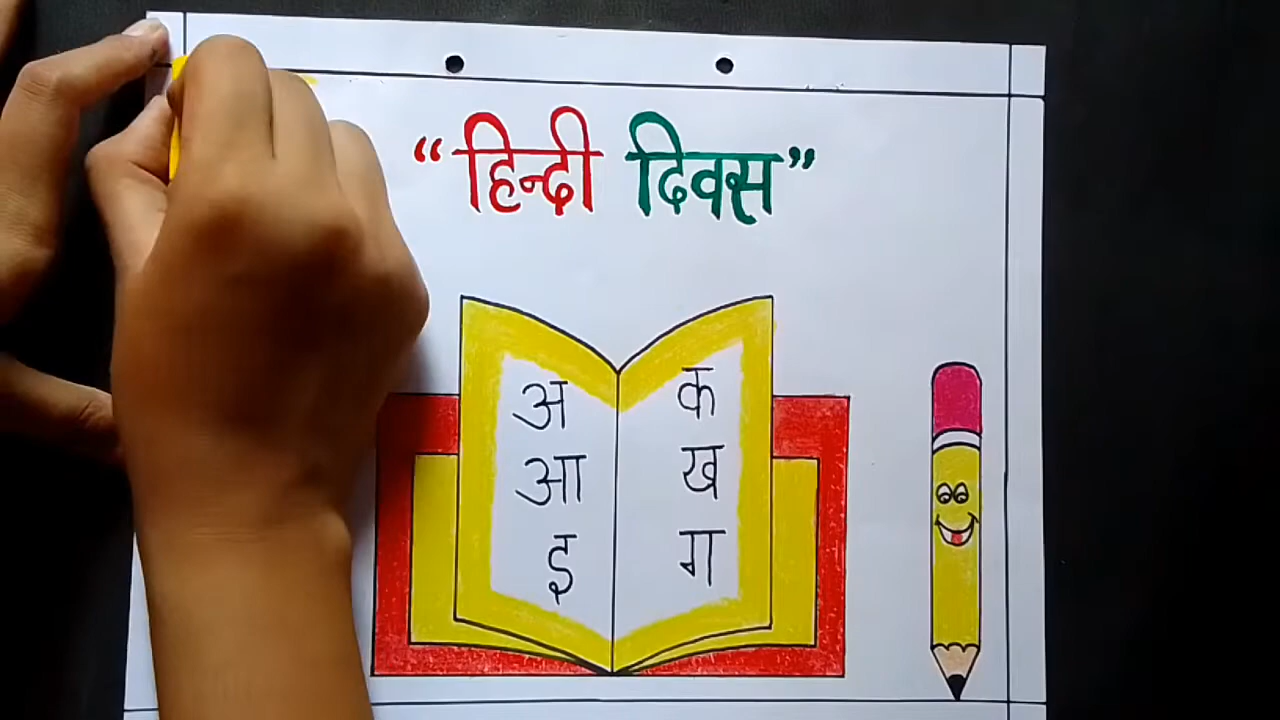 “हिन्दी दिवस”
अ
आ
इ
क
ख
ग